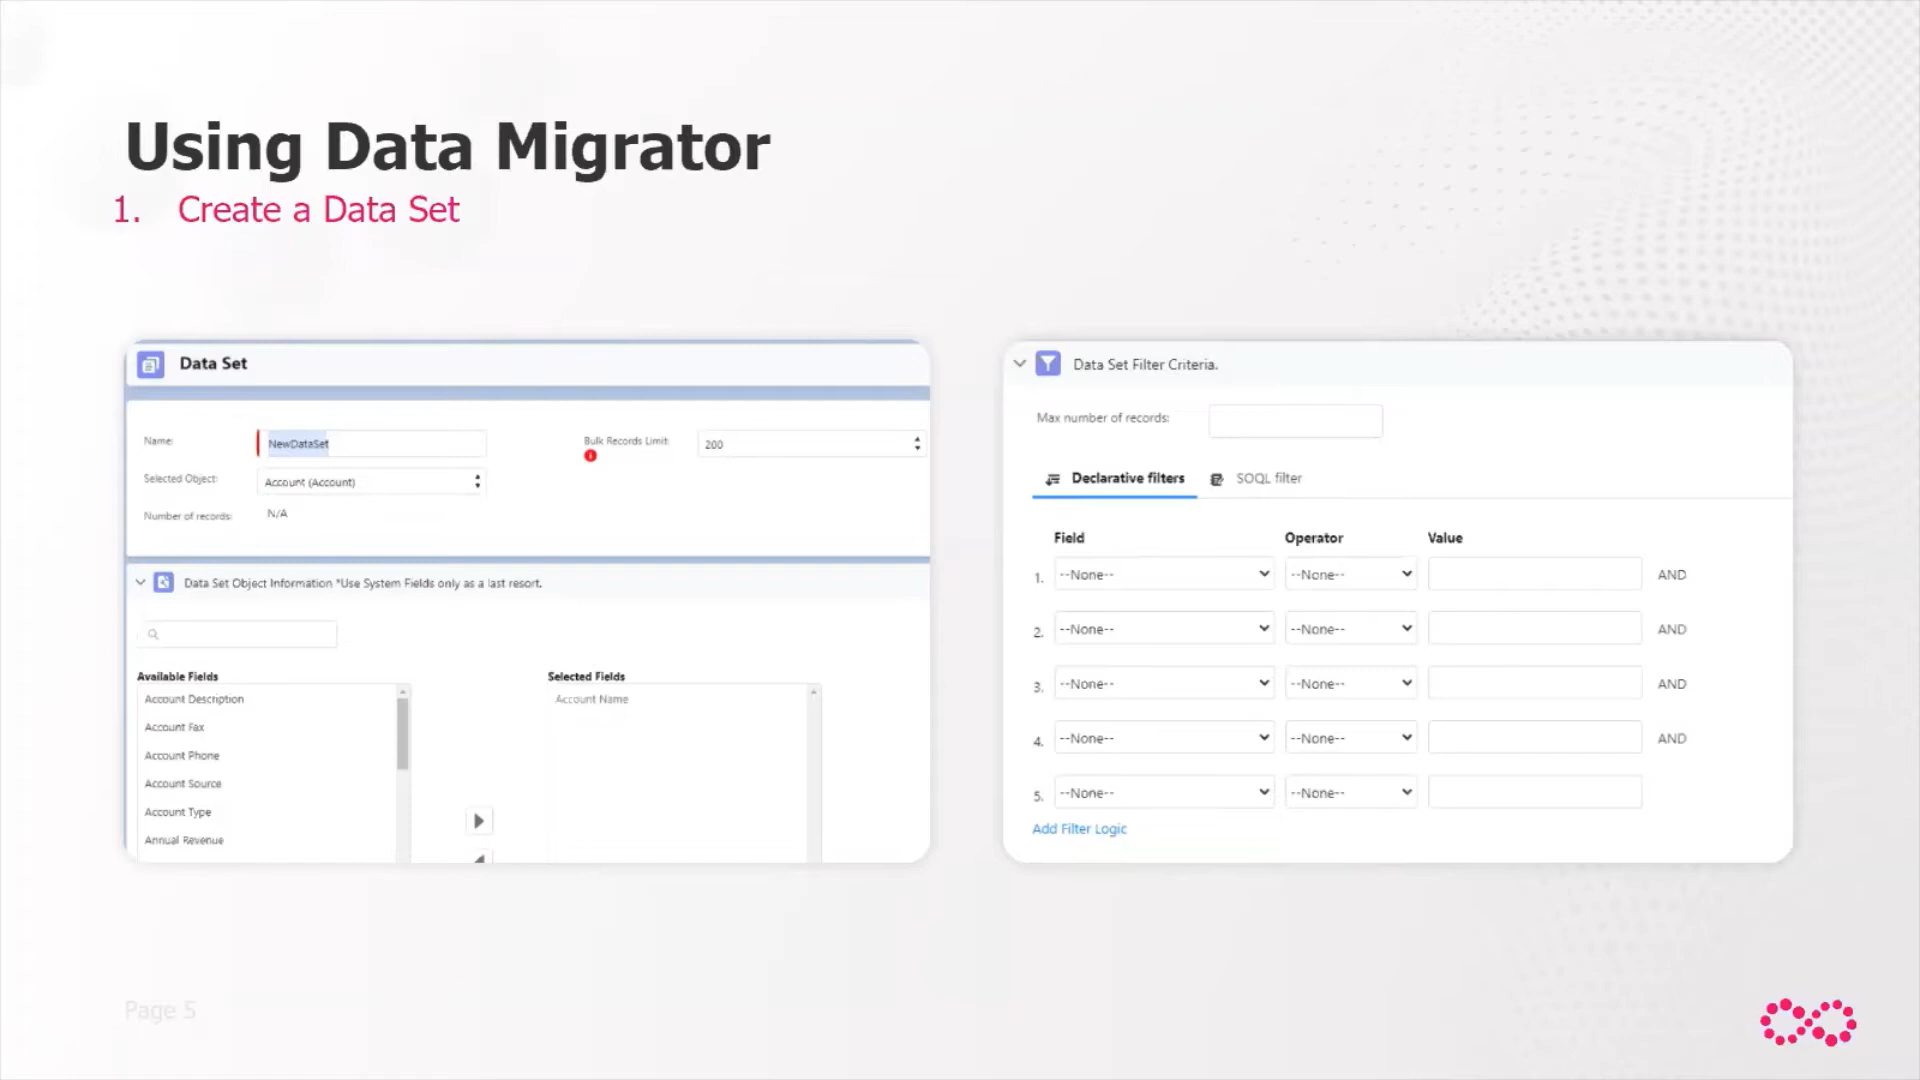 Using Data Migrator
1. Create a Data Set
Data Set
Name:
NewDataSet
Bulk Records Limit:
200
Selected Object:
Account (Account)
Number of records:
N/A
Data Set Object Information *Use System Fields only as a last resort.
Available Fields
Account Description
Account Fax
Account Phone
Account Source
Account Type
Annual Revenue
Selected Fields
Account Name
Data Set Filter Criteria.
Max number of records:
Declarative filters
SOQL filter
Field Operator Value
1. --None-- --None-- AND
2. --None-- --None-- AND
3. --None-- --None-- AND
4. --None-- --None-- AND
5. --None-- --None--
Add Filter Logic
Page 5